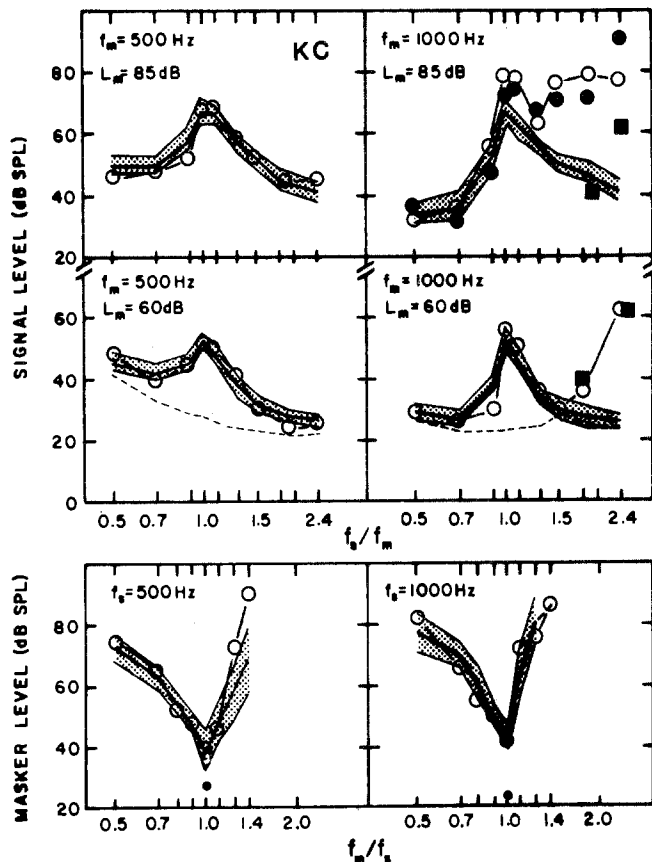 f_m = 500 Hz
L_m = 85 dB
KC
f_m = 1000 Hz
L_m = 85 dB
80
60
40
20
SIGNAL LEVEL (dB SPL)
f_m = 500 Hz
L_m = 60 dB
f_m = 1000 Hz
L_m = 60 dB
60
40
20
0
0.5 0.7 1.0 1.5 2.4 0.5 0.7 1.0 1.5 2.4
f_s/f_m
f_s = 500 Hz
f_s = 1000 Hz
MASKER LEVEL (dB SPL)
80
60
40
20
0.5 0.7 1.0 1.4 2.0 0.5 0.7 1.0 1.4 2.0
f_m/f_s